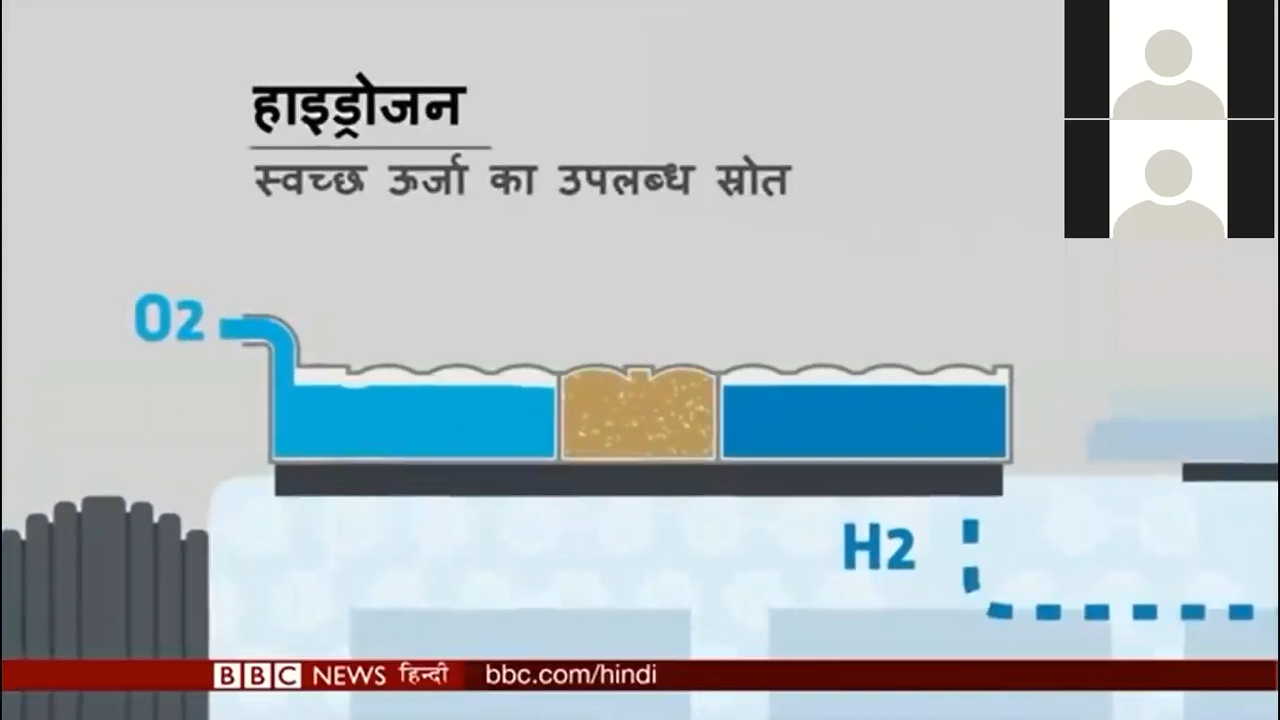 हाइड्रोजन
स्वच्छ ऊर्जा का उपलब्ध स्रोत
O2
H2
BBC NEWS हिन्दी bbc.com/hindi